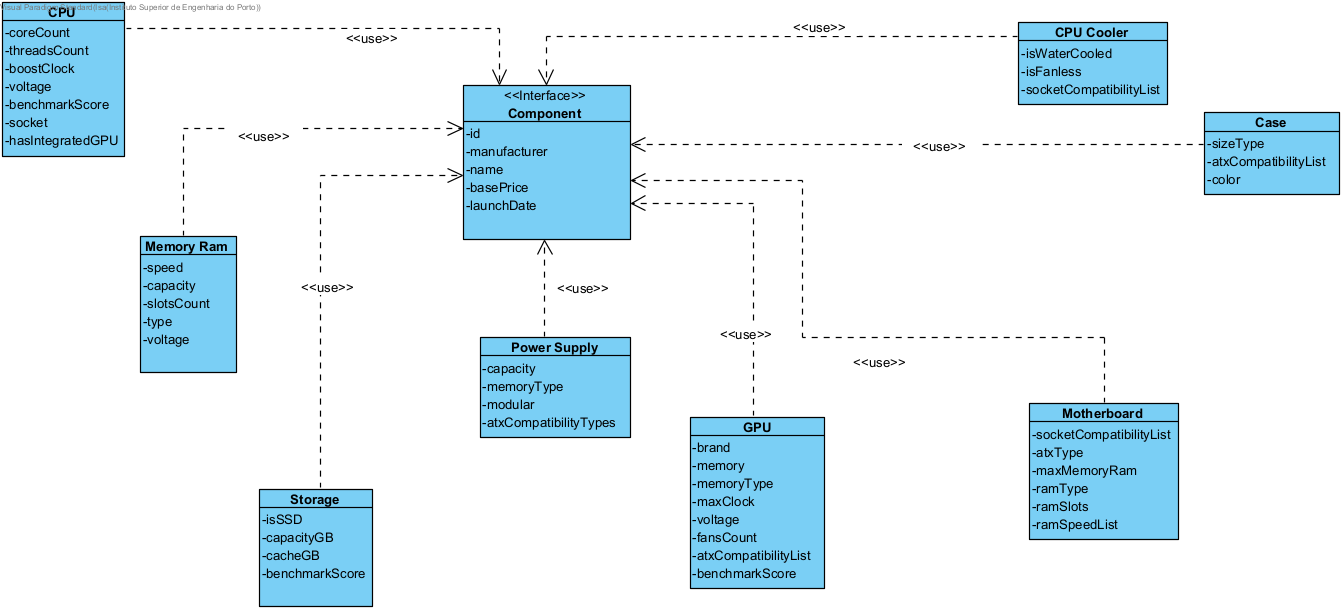 Visual Paradigm Standard(Isa(Instituto Superior de Engenharia do Porto))
CPU
-coreCount
-threadsCount
-boostClock
-voltage
-benchmarkScore
-socket
-hasIntegratedGPU
<<use>>
<<use>>
CPU Cooler
-isWaterCooled
-isFanless
-socketCompatibilityList
<<Interface>>
Component
-id
-manufacturer
-name
-basePrice
-launchDate
<<use>>
<<use>>
Case
-sizeType
-atxCompatibilityList
-color
Memory Ram
-speed
-capacity
-slotsCount
-type
-voltage
<<use>>
<<use>>
<<use>>
<<use>>
Power Supply
-capacity
-memoryType
-modular
-atxCompatibilityTypes
GPU
-brand
-memory
-memoryType
-maxClock
-voltage
-fansCount
-atxCompatibilityList
-benchmarkScore
Motherboard
-socketCompatibilityList
-atxType
-maxMemoryRam
-ramType
-ramSlots
-ramSpeedList
Storage
-isSSD
-capacityGB
-cacheGB
-benchmarkScore